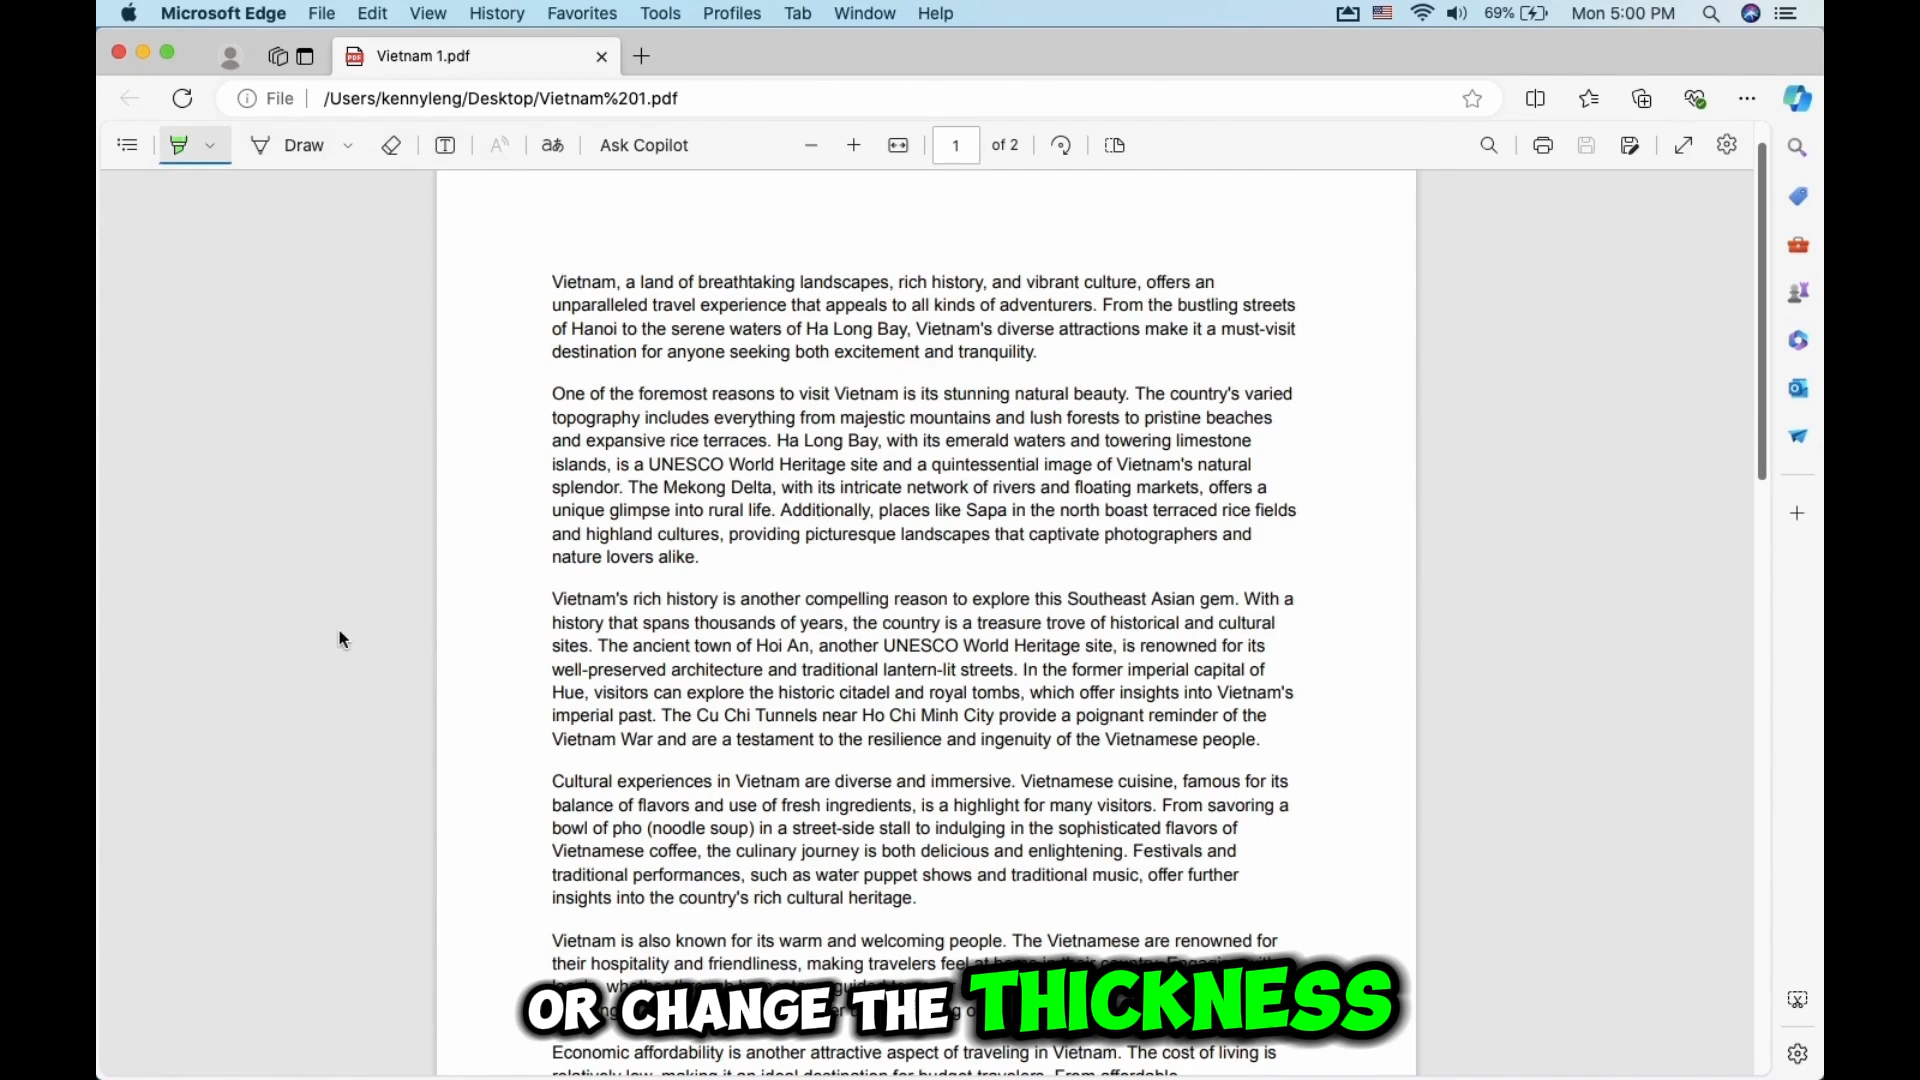 Microsoft Edge File Edit View History Favorites Tools Profiles Tab Window Help 69% Mon 5:00 PM
Vietnam 1.pdf
File /Users/kennyleng/Desktop/Vietnam%201.pdf
Draw Ask Copilot 1 of 2
Vietnam, a land of breathtaking landscapes, rich history, and vibrant culture, offers an
unparalleled travel experience that appeals to all kinds of adventurers. From the bustling streets
of Hanoi to the serene waters of Ha Long Bay, Vietnam's diverse attractions make it a must-visit
destination for anyone seeking both excitement and tranquility.
One of the foremost reasons to visit Vietnam is its stunning natural beauty. The country's varied
topography includes everything from majestic mountains and lush forests to pristine beaches
and expansive rice terraces. Ha Long Bay, with its emerald waters and towering limestone
islands, is a UNESCO World Heritage site and a quintessential image of Vietnam's natural
splendor. The Mekong Delta, with its intricate network of rivers and floating markets, offers a
unique glimpse into rural life. Additionally, places like Sapa in the north boast terraced rice fields
and highland cultures, providing picturesque landscapes that captivate photographers and
nature lovers alike.
Vietnam's rich history is another compelling reason to explore this Southeast Asian gem. With a
history that spans thousands of years, the country is a treasure trove of historical and cultural
sites. The ancient town of Hoi An, another UNESCO World Heritage site, is renowned for its
well-preserved architecture and traditional lantern-lit streets. In the former imperial capital of
Hue, visitors can explore the historic citadel and royal tombs, which offer insights into Vietnam's
imperial past. The Cu Chi Tunnels near Ho Chi Minh City provide a poignant reminder of the
Vietnam War and are a testament to the resilience and ingenuity of the Vietnamese people.
Cultural experiences in Vietnam are diverse and immersive. Vietnamese cuisine, famous for its
balance of flavors and use of fresh ingredients, is a highlight for many visitors. From savoring a
bowl of pho (noodle soup) in a street-side stall to indulging in the sophisticated flavors of
Vietnamese coffee, the culinary journey is both delicious and enlightening. Festivals and
traditional performances, such as water puppet shows and traditional music, offer further
insights into the country's rich cultural heritage.
Vietnam is also known for its warm and welcoming people. The Vietnamese are renowned for
their hospitality and friendliness, making travelers feel
OR CHANGE THE THICKNESS
Economic affordability is another attractive aspect of traveling in Vietnam. The cost of living is
relatively low, making it an ideal destination for budget travelers. From affordable